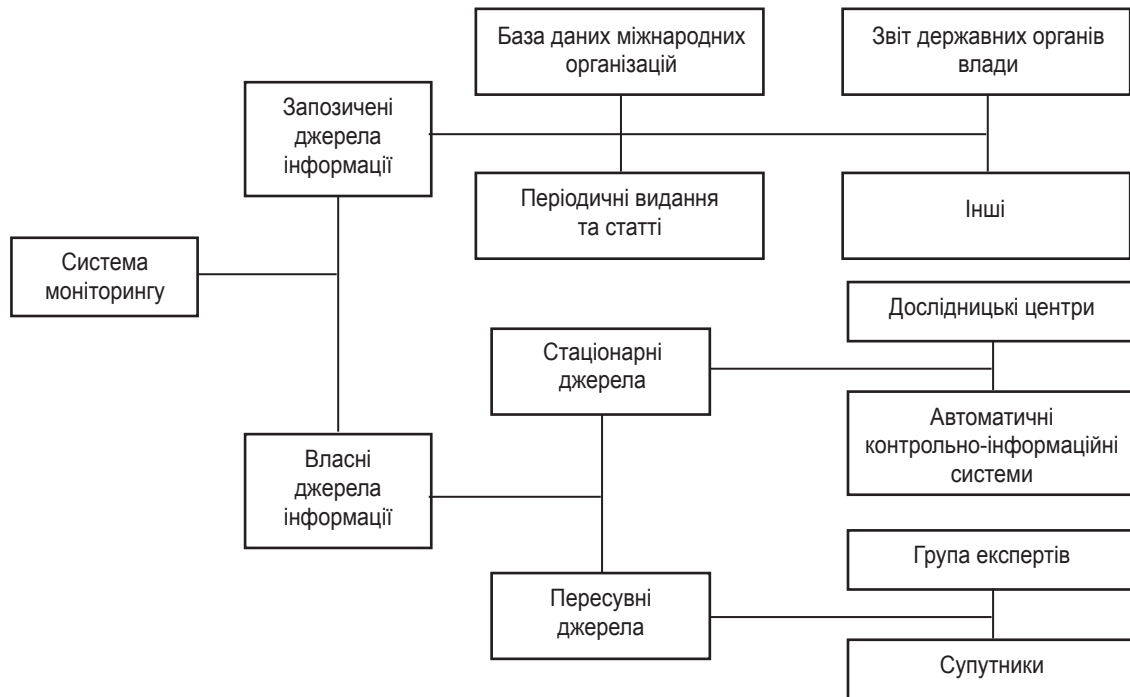 База даних міжнародних
організацій
Звіт державних органів
влади
Запозичені
джерела
інформації
Періодичні видання
та статті
Інші
Система
моніторингу
Дослідницькі центри
Стаціонарні
джерела
Автоматичні
контрольно-інформаційні
системи
Власні
джерела
інформації
Група експертів
Пересувні
джерела
Супутники